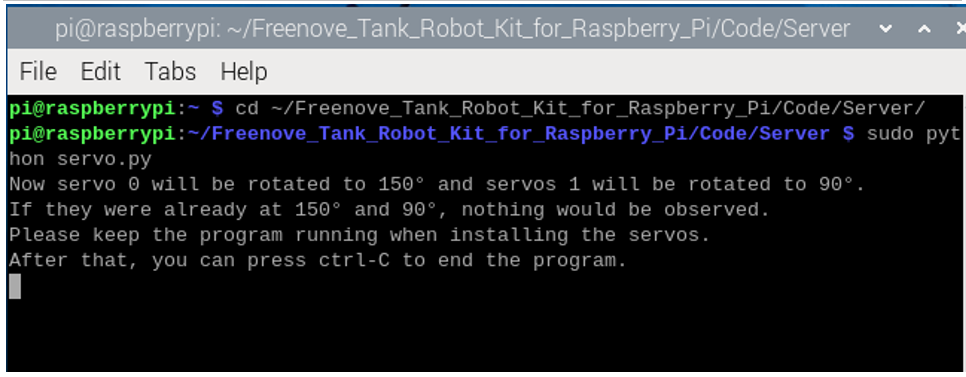 pi@raspberrypi: ~/Freenove_Tank_Robot_Kit_for_Raspberry_Pi/Code/Server
File Edit Tabs Help
pi@raspberrypi:~ $ cd ~/Freenove_Tank_Robot_Kit_for_Raspberry_Pi/Code/Server/
pi@raspberrypi:~/Freenove_Tank_Robot_Kit_for_Raspberry_Pi/Code/Server $ sudo pyt
hon servo.py
Now servo 0 will be rotated to 150° and servos 1 will be rotated to 90°.
If they were already at 150° and 90°, nothing would be observed.
Please keep the program running when installing the servos.
After that, you can press ctrl-C to end the program.